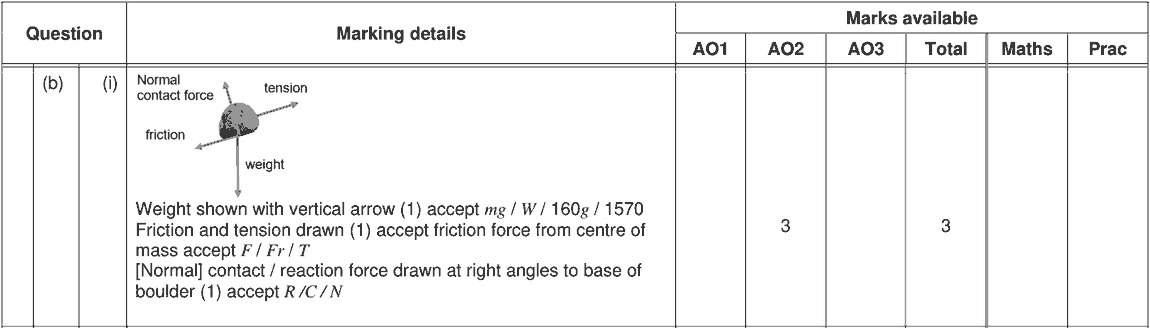 Question Marking details Marks available
AO1 AO2 AO3 Total Maths Prac
(b) (i)
Normal
contact force
tension
friction
weight
Weight shown with vertical arrow (1) accept mg / W / 160g / 1570
Friction and tension drawn (1) accept friction force from centre of
mass accept F / Fr / T
[Normal] contact / reaction force drawn at right angles to base of
boulder (1) accept R /C / N
3 3